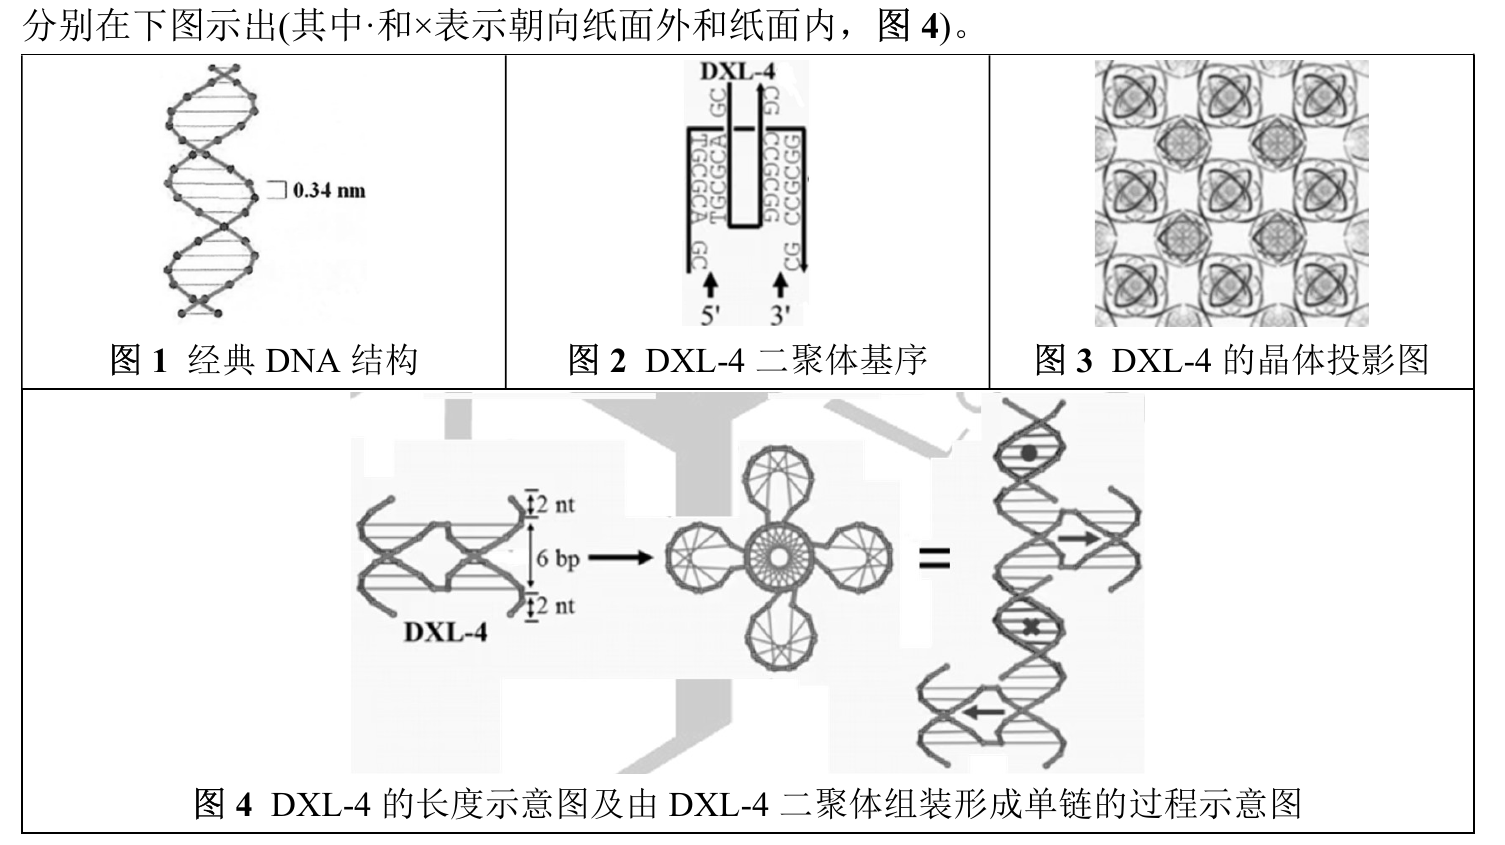 分别在下图示出(其中·和×表示朝向纸面外和纸面内，图 4)。
0.34 nm
图 1 经典 DNA 结构
DXL-4
GC
CG
TGCGCA
TGCGCA
CCGCGG
CCGCGG
GC
CG
5'
3'
图 2 DXL-4 二聚体基序
图 3 DXL-4 的晶体投影图
2 nt
6 bp
2 nt
DXL-4
=
图 4 DXL-4 的长度示意图及由 DXL-4 二聚体组装形成单链的过程示意图